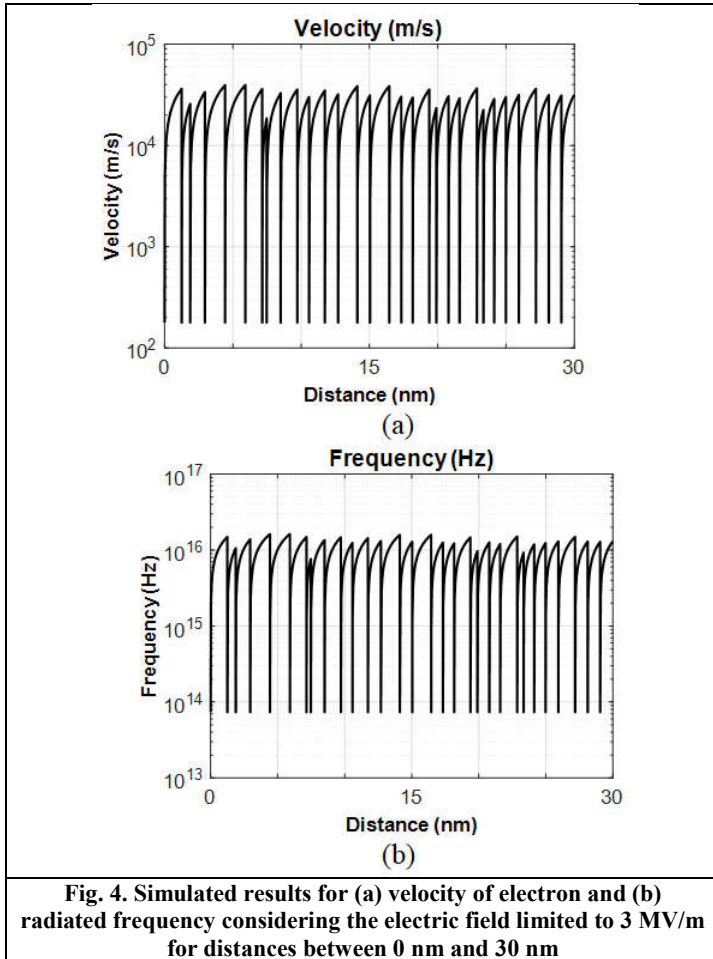 Velocity (m/s)
10^5
10^4
10^3
10^2
Velocity (m/s)
0
15
30
Distance (nm)
(a)
Frequency (Hz)
10^17
10^16
10^15
10^14
10^13
Frequency (Hz)
0
15
30
Distance (nm)
(b)
Fig. 4. Simulated results for (a) velocity of electron and (b)
radiated frequency considering the electric field limited to 3 MV/m
for distances between 0 nm and 30 nm